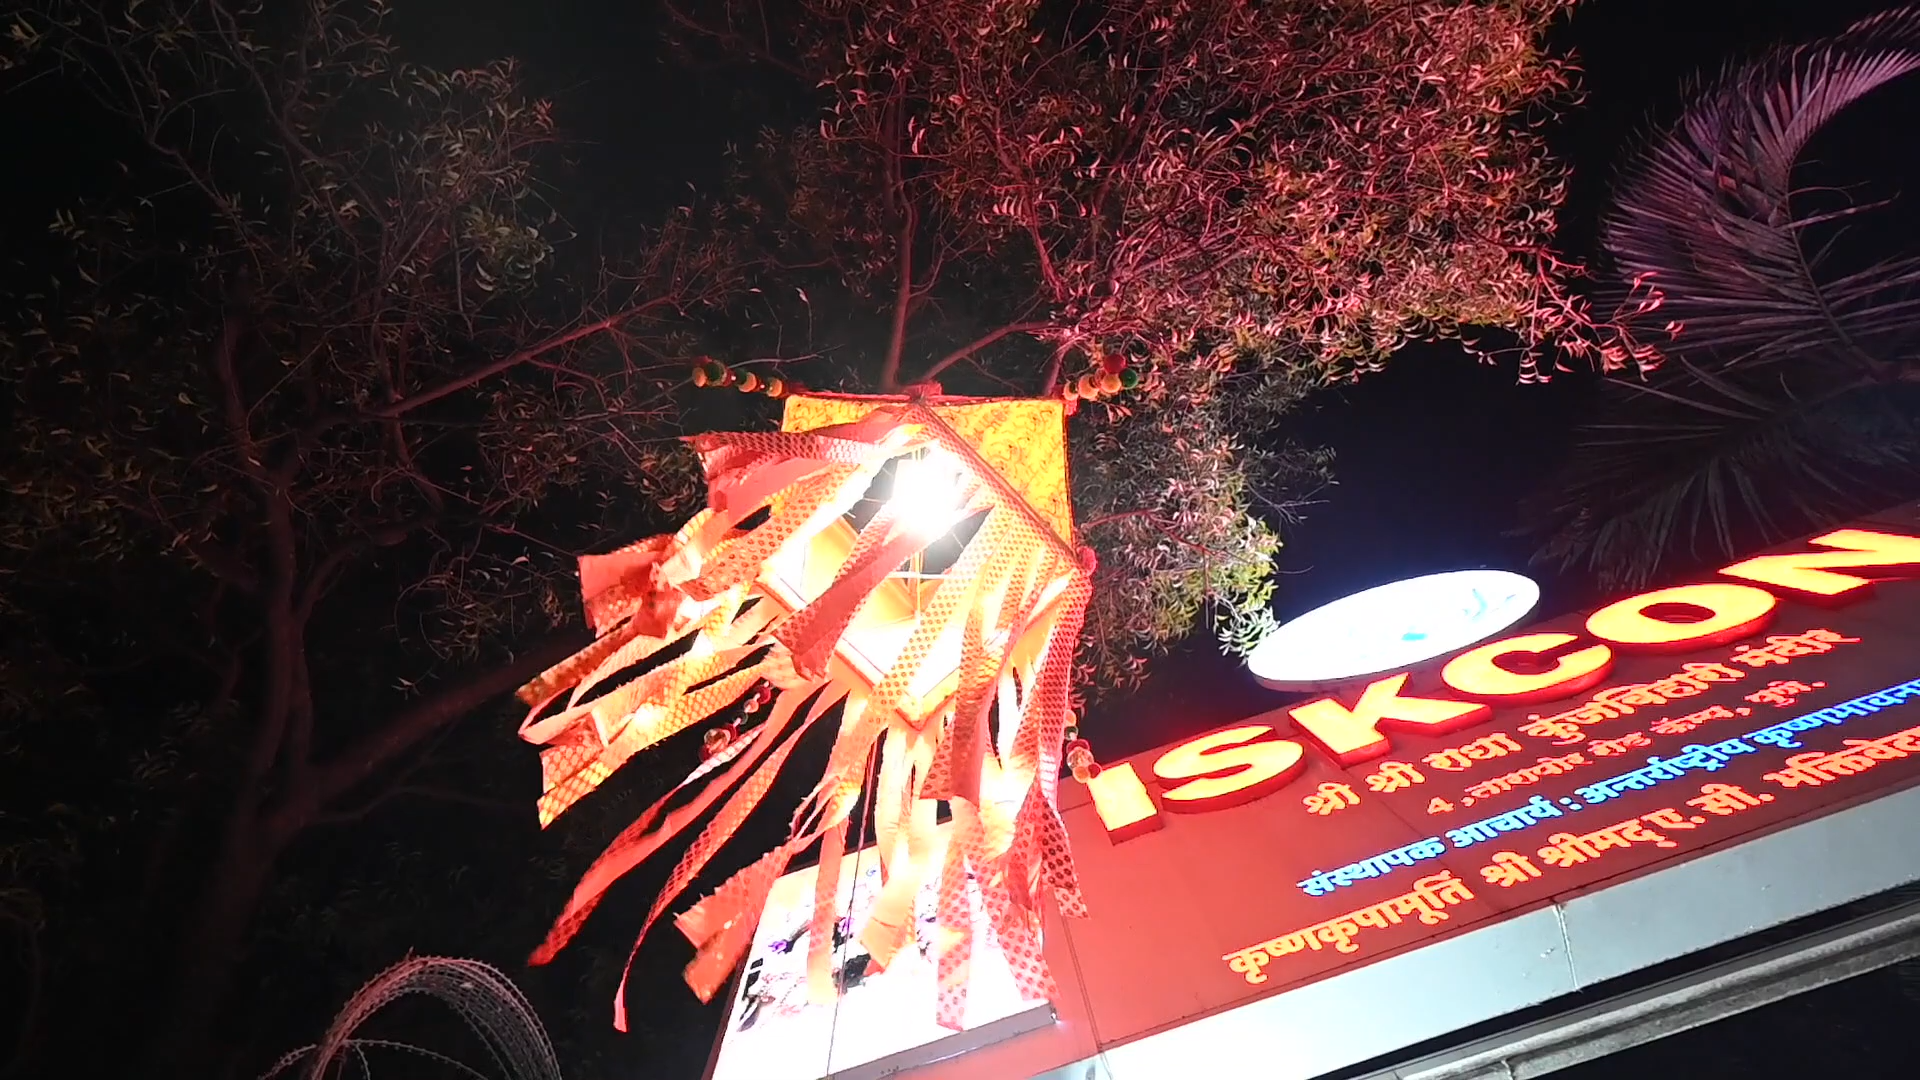 ISKCON
श्री श्री राधा कुंजबिहारी मंदीर
4, तारापोर रोड कॅम्प, पुणे.
संस्थापक आचार्य : अन्तर्राष्ट्रीय कृष्णभावना
कृष्णकृपामूर्ति श्री श्रीमद् ए. सी. भक्तिवेदा